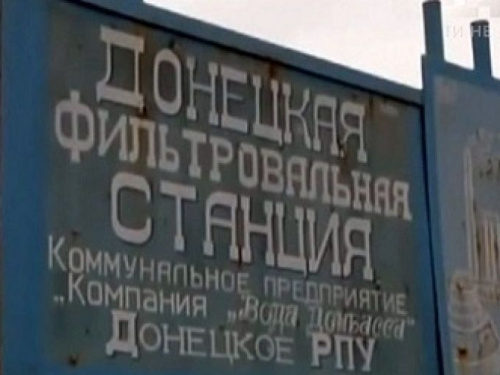 Донецкая
фильтровальная
станция
Коммунальное предприятие
„Компания „Вода Донбасса“
Донецкое РПУ